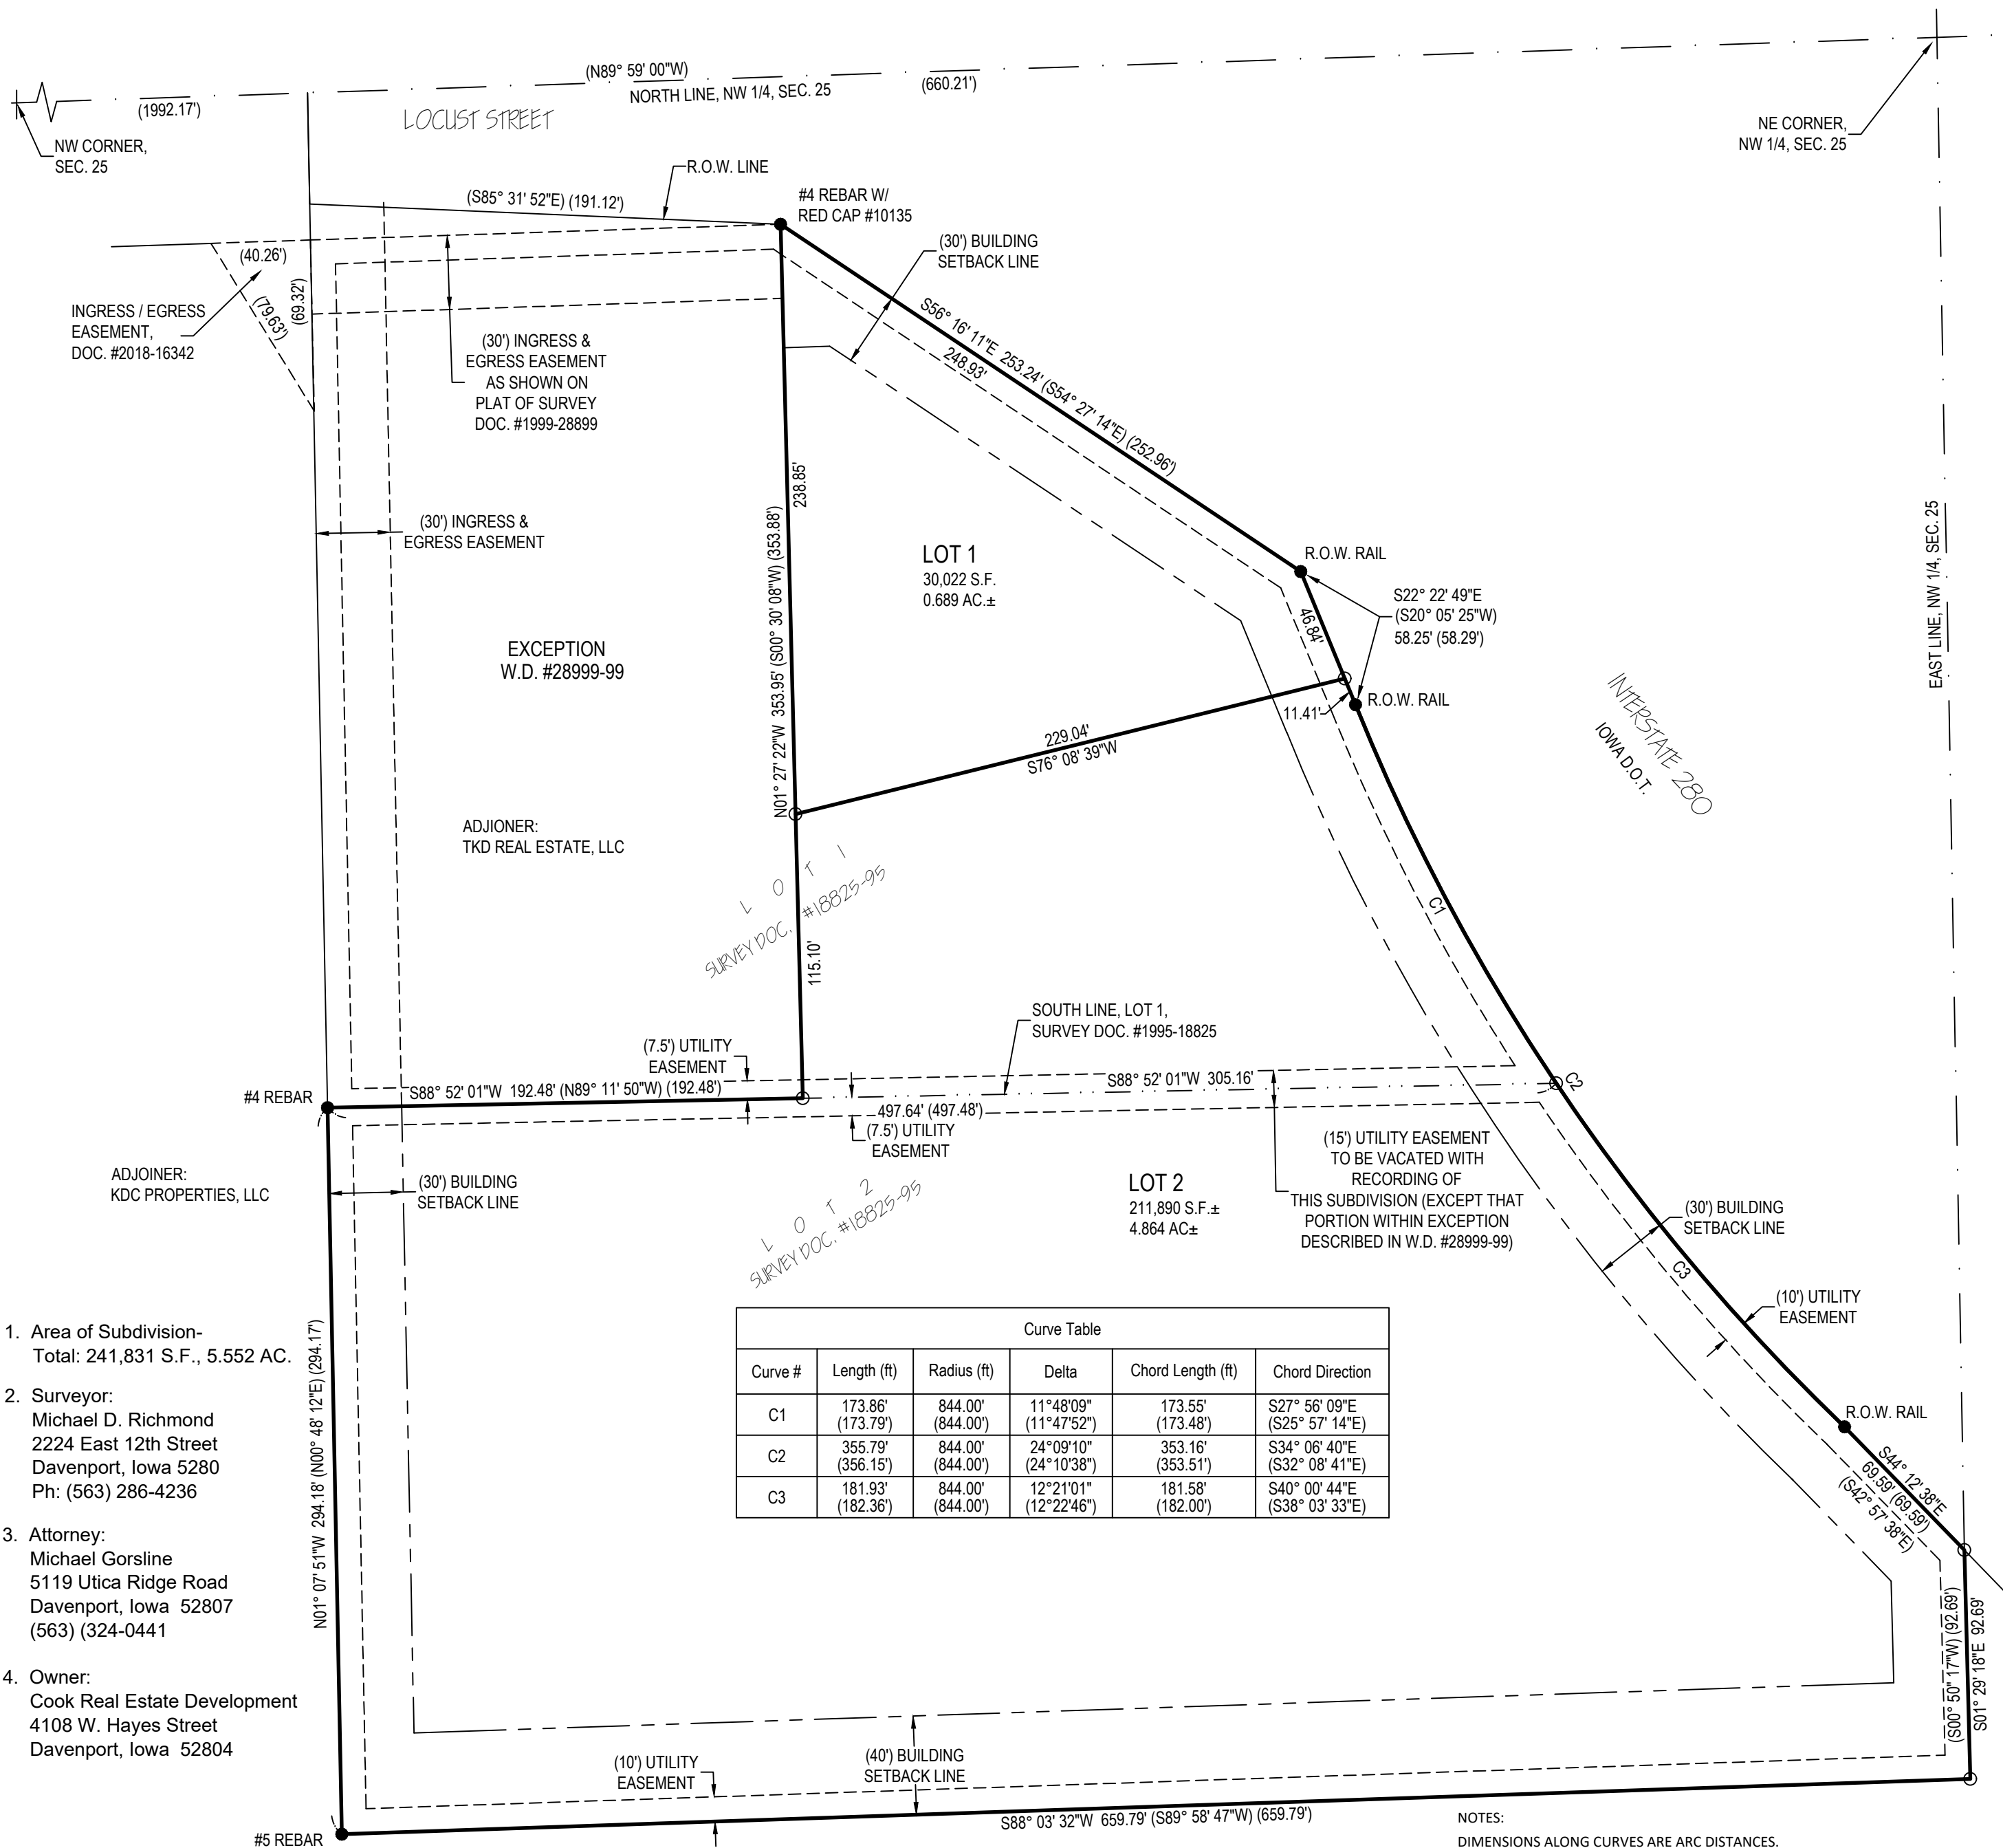 (N89° 59' 00"W)
(1992.17')
NORTH LINE, NW 1/4, SEC. 25
(660.21')
LOCUST STREET
NW CORNER,
SEC. 25
NE CORNER,
NW 1/4, SEC. 25
R.O.W. LINE
(S85° 31' 52"E) (191.12')
#4 REBAR W/
RED CAP #10135
(30') BUILDING
SETBACK LINE
(40.26')
(69.32')
(79.63')
INGRESS / EGRESS
EASEMENT,
DOC. #2018-16342
(30') INGRESS &
EGRESS EASEMENT
AS SHOWN ON
PLAT OF SURVEY
DOC. #1999-28899
S56° 16' 11"E 253.24' (S54° 27' 14"E) (252.96')
248.93'
238.85'
(30') INGRESS &
EGRESS EASEMENT
N01° 27' 22"W 353.95' (S00° 30' 08"W) (353.88')
LOT 1
30,022 S.F.
0.689 AC.±
R.O.W. RAIL
S22° 22' 49"E
(S20° 05' 25"W)
58.25' (58.29')
46.84'
EAST LINE, NW 1/4, SEC. 25
EXCEPTION
W.D. #28999-99
R.O.W. RAIL
11.41'
INTERSTATE 280
IOWA D.O.T.
229.04'
S76° 08' 39"W
ADJIONER:
TKD REAL ESTATE, LLC
LOT 1
SURVEY DOC. #18825-95
C1
115.10'
SOUTH LINE, LOT 1,
SURVEY DOC. #1995-18825
(7.5') UTILITY
EASEMENT
#4 REBAR
S88° 52' 01"W 192.48' (N89° 11' 50"W) (192.48')
S88° 52' 01"W 305.16'
C2
497.64' (497.48')
(7.5') UTILITY
EASEMENT
(15') UTILITY EASEMENT
TO BE VACATED WITH
RECORDING OF
THIS SUBDIVISION (EXCEPT THAT
PORTION WITHIN EXCEPTION
DESCRIBED IN W.D. #28999-99)
ADJOINER:
KDC PROPERTIES, LLC
(30') BUILDING
SETBACK LINE
LOT 2
SURVEY DOC. #18825-95
LOT 2
211,890 S.F.±
4.864 AC±
(30') BUILDING
SETBACK LINE
C3
(10') UTILITY
EASEMENT
1. Area of Subdivision-
Total: 241,831 S.F., 5.552 AC.
2. Surveyor:
Michael D. Richmond
2224 East 12th Street
Davenport, Iowa 5280
Ph: (563) 286-4236
3. Attorney:
Michael Gorsline
5119 Utica Ridge Road
Davenport, Iowa 52807
(563) (324-0441
4. Owner:
Cook Real Estate Development
4108 W. Hayes Street
Davenport, Iowa 52804
N01° 07' 51"W 294.18' (N00° 48' 12"E) (294.17')
Curve Table
Curve # Length (ft) Radius (ft) Delta Chord Length (ft) Chord Direction
C1 173.86' 844.00' 11°48'09" 173.55' S27° 56' 09"E
(173.79') (844.00') (11°47'52") (173.48') (S25° 57' 14"E)
C2 355.79' 844.00' 24°09'10" 353.16' S34° 06' 40"E
(356.15') (844.00') (24°10'38") (353.51') (S32° 08' 41"E)
C3 181.93' 844.00' 12°21'01" 181.58' S40° 00' 44"E
(182.36') (844.00') (12°22'46") (182.00') (S38° 03' 33"E)
R.O.W. RAIL
S44° 12' 38"E
69.59' (69.59')
(S42° 57' 38"E)
(S00° 50' 17"W) (92.69')
S01° 29' 18"E 92.69'
(10') UTILITY
EASEMENT
(40') BUILDING
SETBACK LINE
S88° 03' 32"W 659.79' (S89° 58' 47"W) (659.79')
#5 REBAR
NOTES:
DIMENSIONS ALONG CURVES ARE ARC DISTANCES.